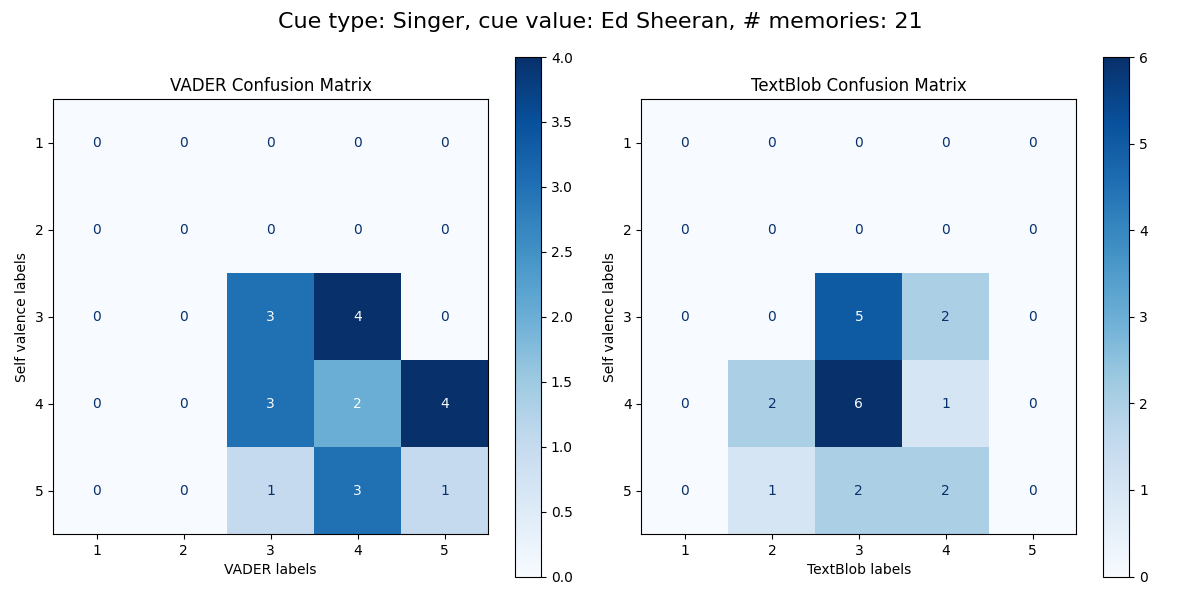 Cue type: Singer, cue value: Ed Sheeran, # memories: 21
VADER Confusion Matrix
Self valence labels
1 0 0 0 0 0
2 0 0 0 0 0
3 0 0 3 4 0
4 0 0 3 2 4
5 0 0 1 3 1
1 2 3 4 5
VADER labels
4.0
3.5
3.0
2.5
2.0
1.5
1.0
0.5
0.0
TextBlob Confusion Matrix
Self valence labels
1 0 0 0 0 0
2 0 0 0 0 0
3 0 0 5 2 0
4 0 2 6 1 0
5 0 1 2 2 0
1 2 3 4 5
TextBlob labels
6
5
4
3
2
1
0